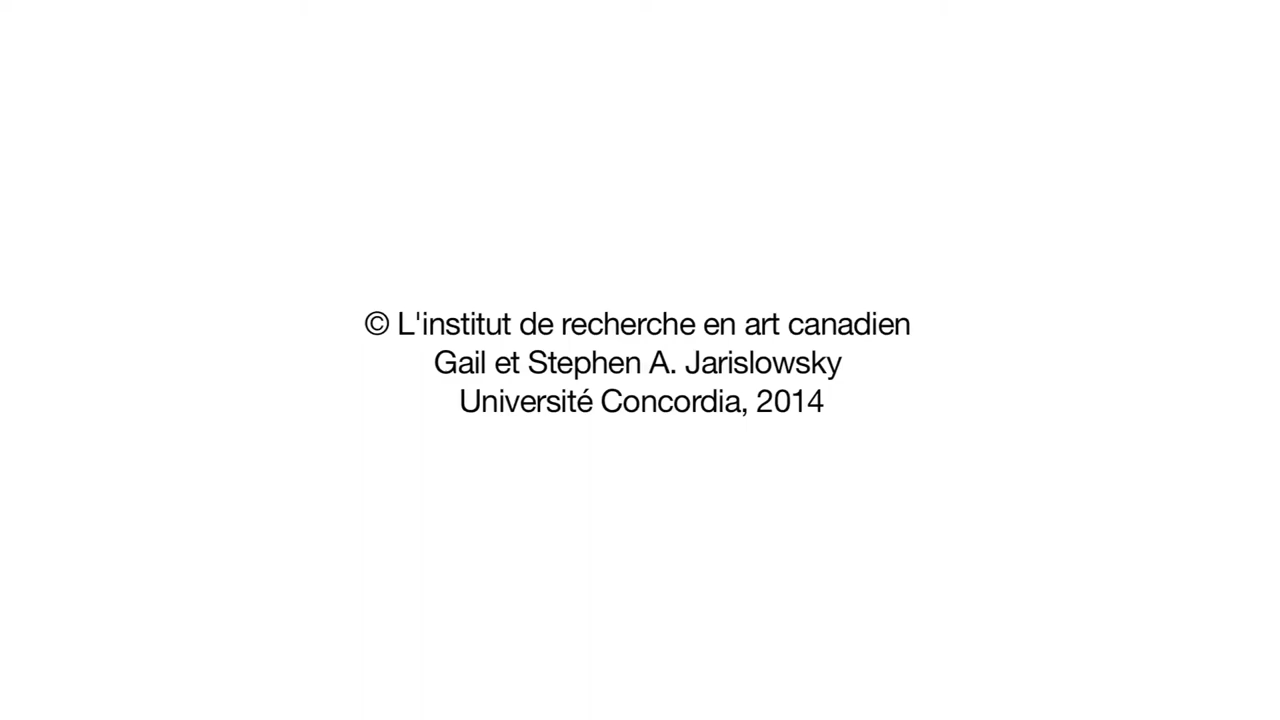 © L'institut de recherche en art canadien
Gail et Stephen A. Jarislowsky
Université Concordia, 2014